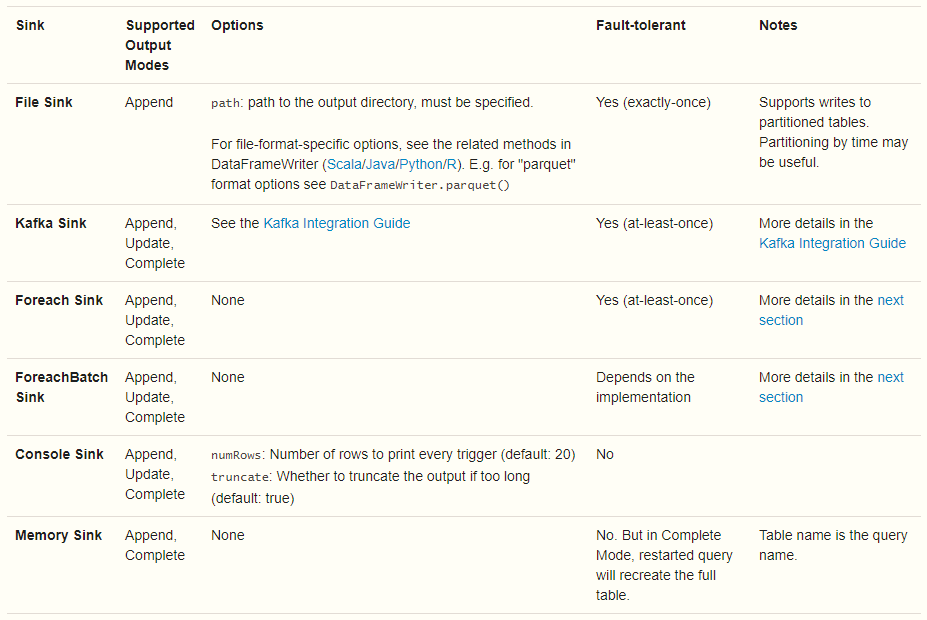 Sink Supported Options Fault-tolerant Notes
Output
Modes
File Sink Append path: path to the output directory, must be specified. Yes (exactly-once) Supports writes to
partitioned tables.
For file-format-specific options, see the related methods in Partitioning by time may
DataFrameWriter (Scala/Java/Python/R). E.g. for "parquet" be useful.
format options see DataFrameWriter.parquet()
Kafka Sink Append, See the Kafka Integration Guide Yes (at-least-once) More details in the
Update, Kafka Integration Guide
Complete
Foreach Sink Append, None Yes (at-least-once) More details in the next
Update, section
Complete
ForeachBatch Append, None Depends on the More details in the next
Sink Update, implementation section
Complete
Console Sink Append, numRows: Number of rows to print every trigger (default: 20) No
Update, truncate: Whether to truncate the output if too long
Complete (default: true)
Memory Sink Append, None No. But in Complete Table name is the query
Complete Mode, restarted query name.
will recreate the full
table.